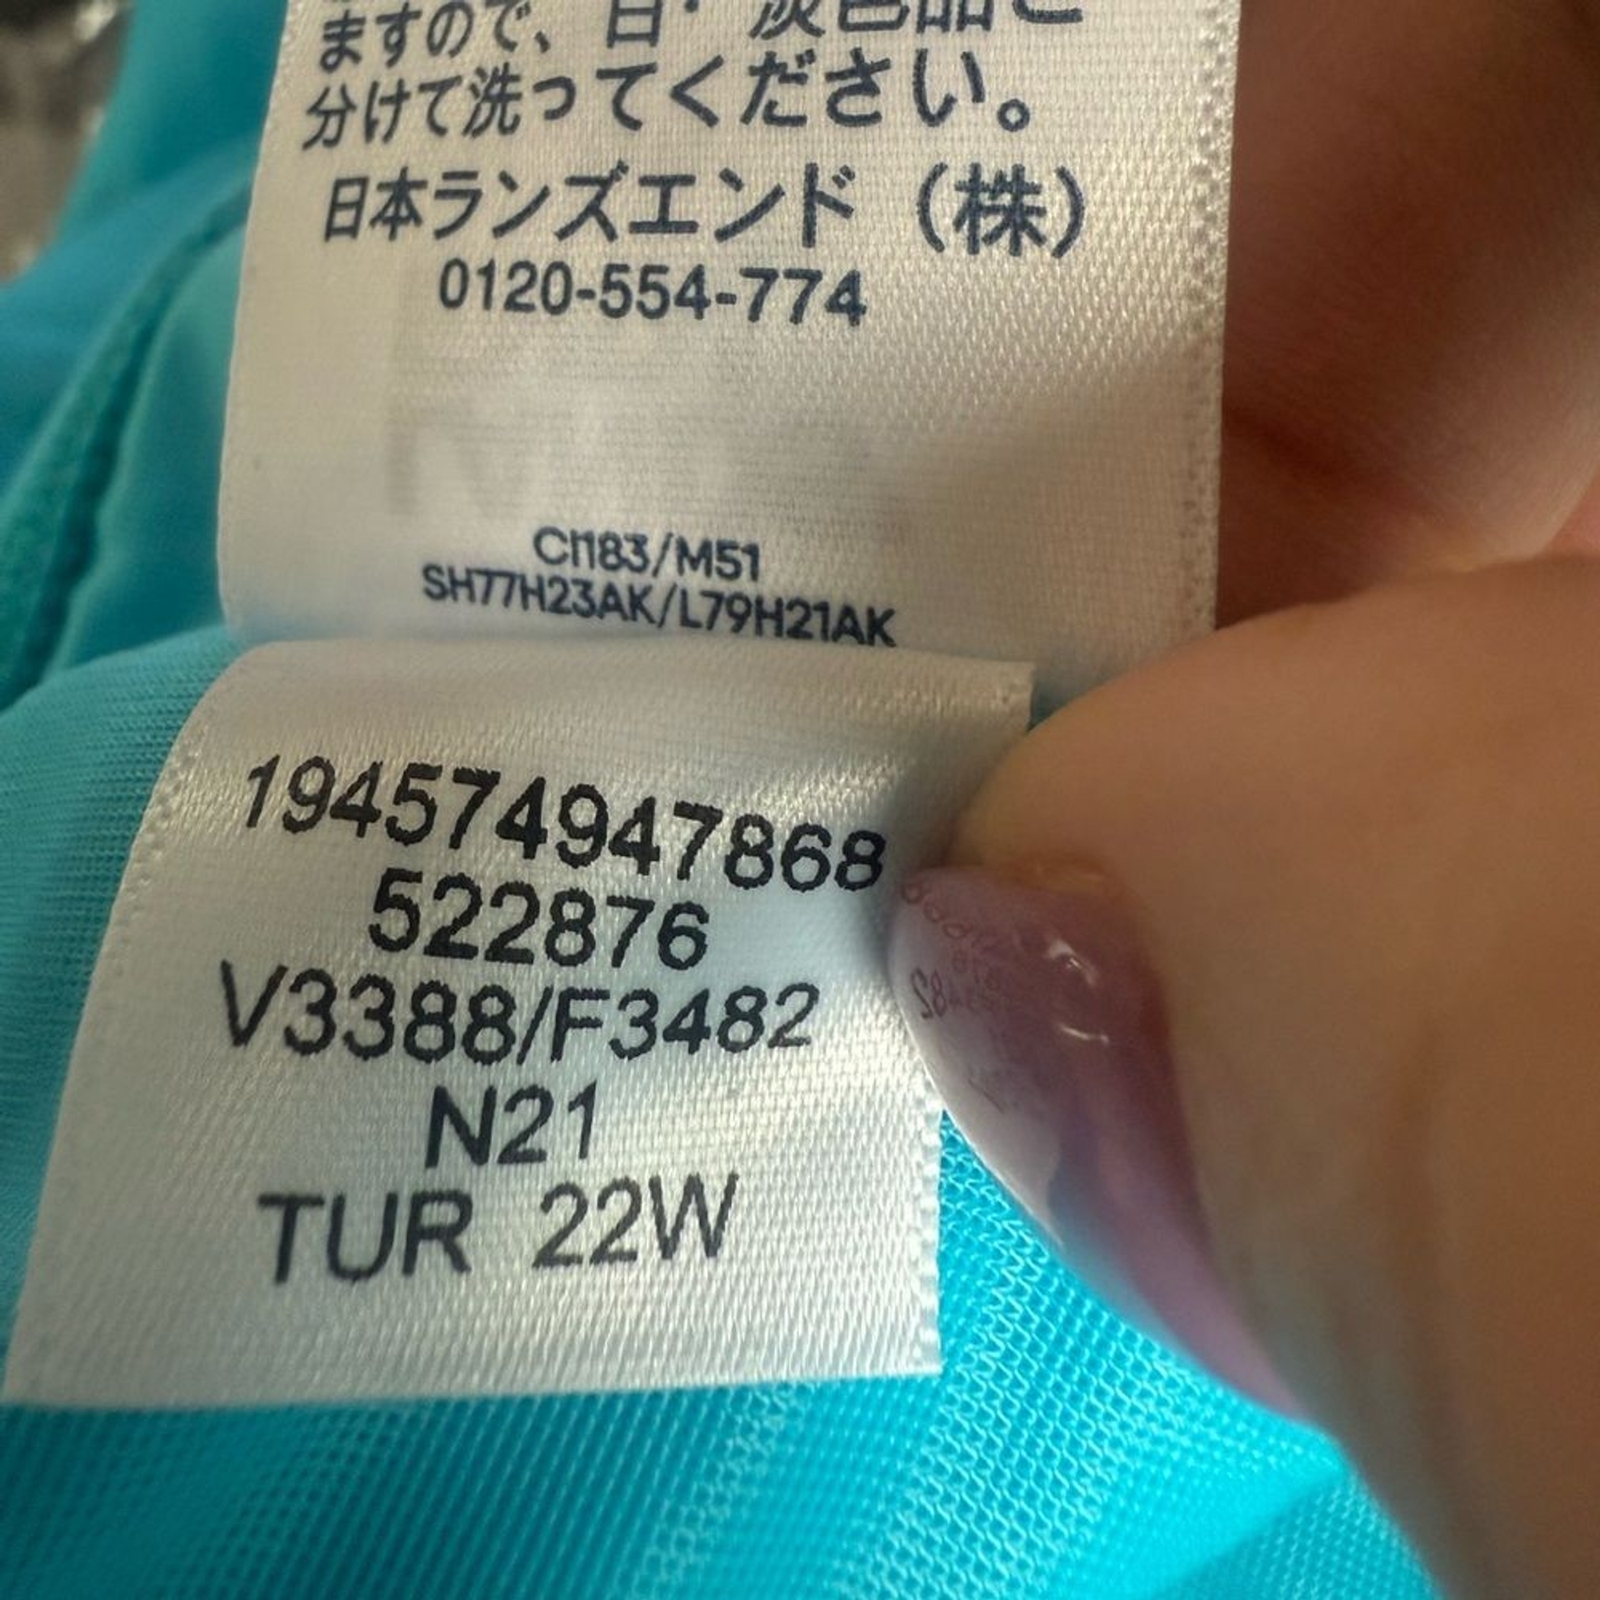 ますので、白・淡色品と
分けて洗ってください。
日本ランズエンド（株）
0120-554-774
CI183/M51
SH77H23AK/L79H21AK
194574947868
522876
V3388/F3482
N21
TUR 22W